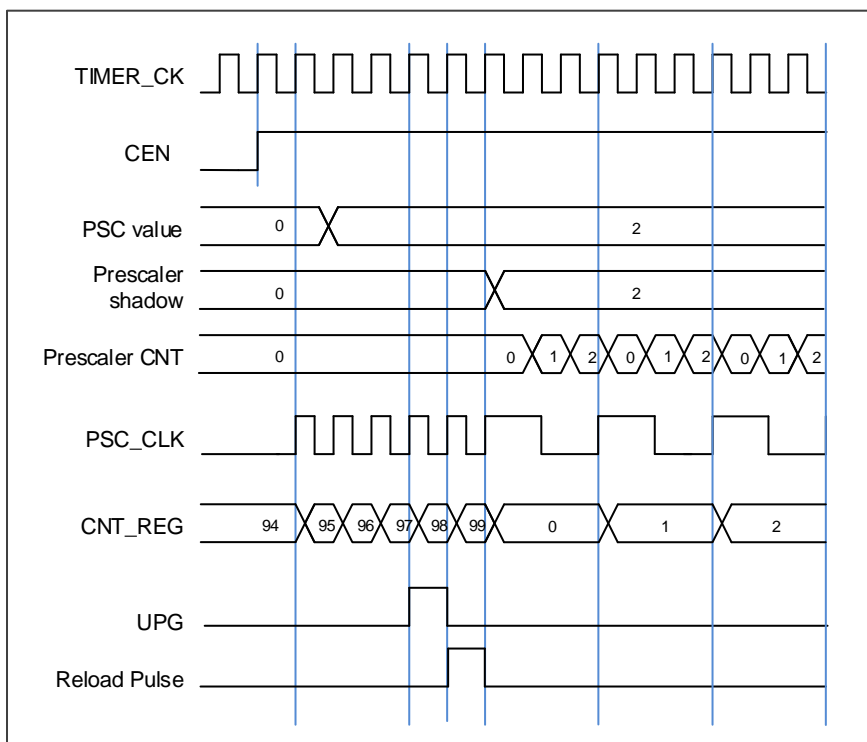 TIMER_CK
CEN
PSC value 0 2
Prescaler
shadow 0 2
Prescaler CNT 0 0 1 2 0 1 2 0 1 2
PSC_CLK
CNT_REG 94 95 96 97 98 99 0 1 2
UPG
Reload Pulse